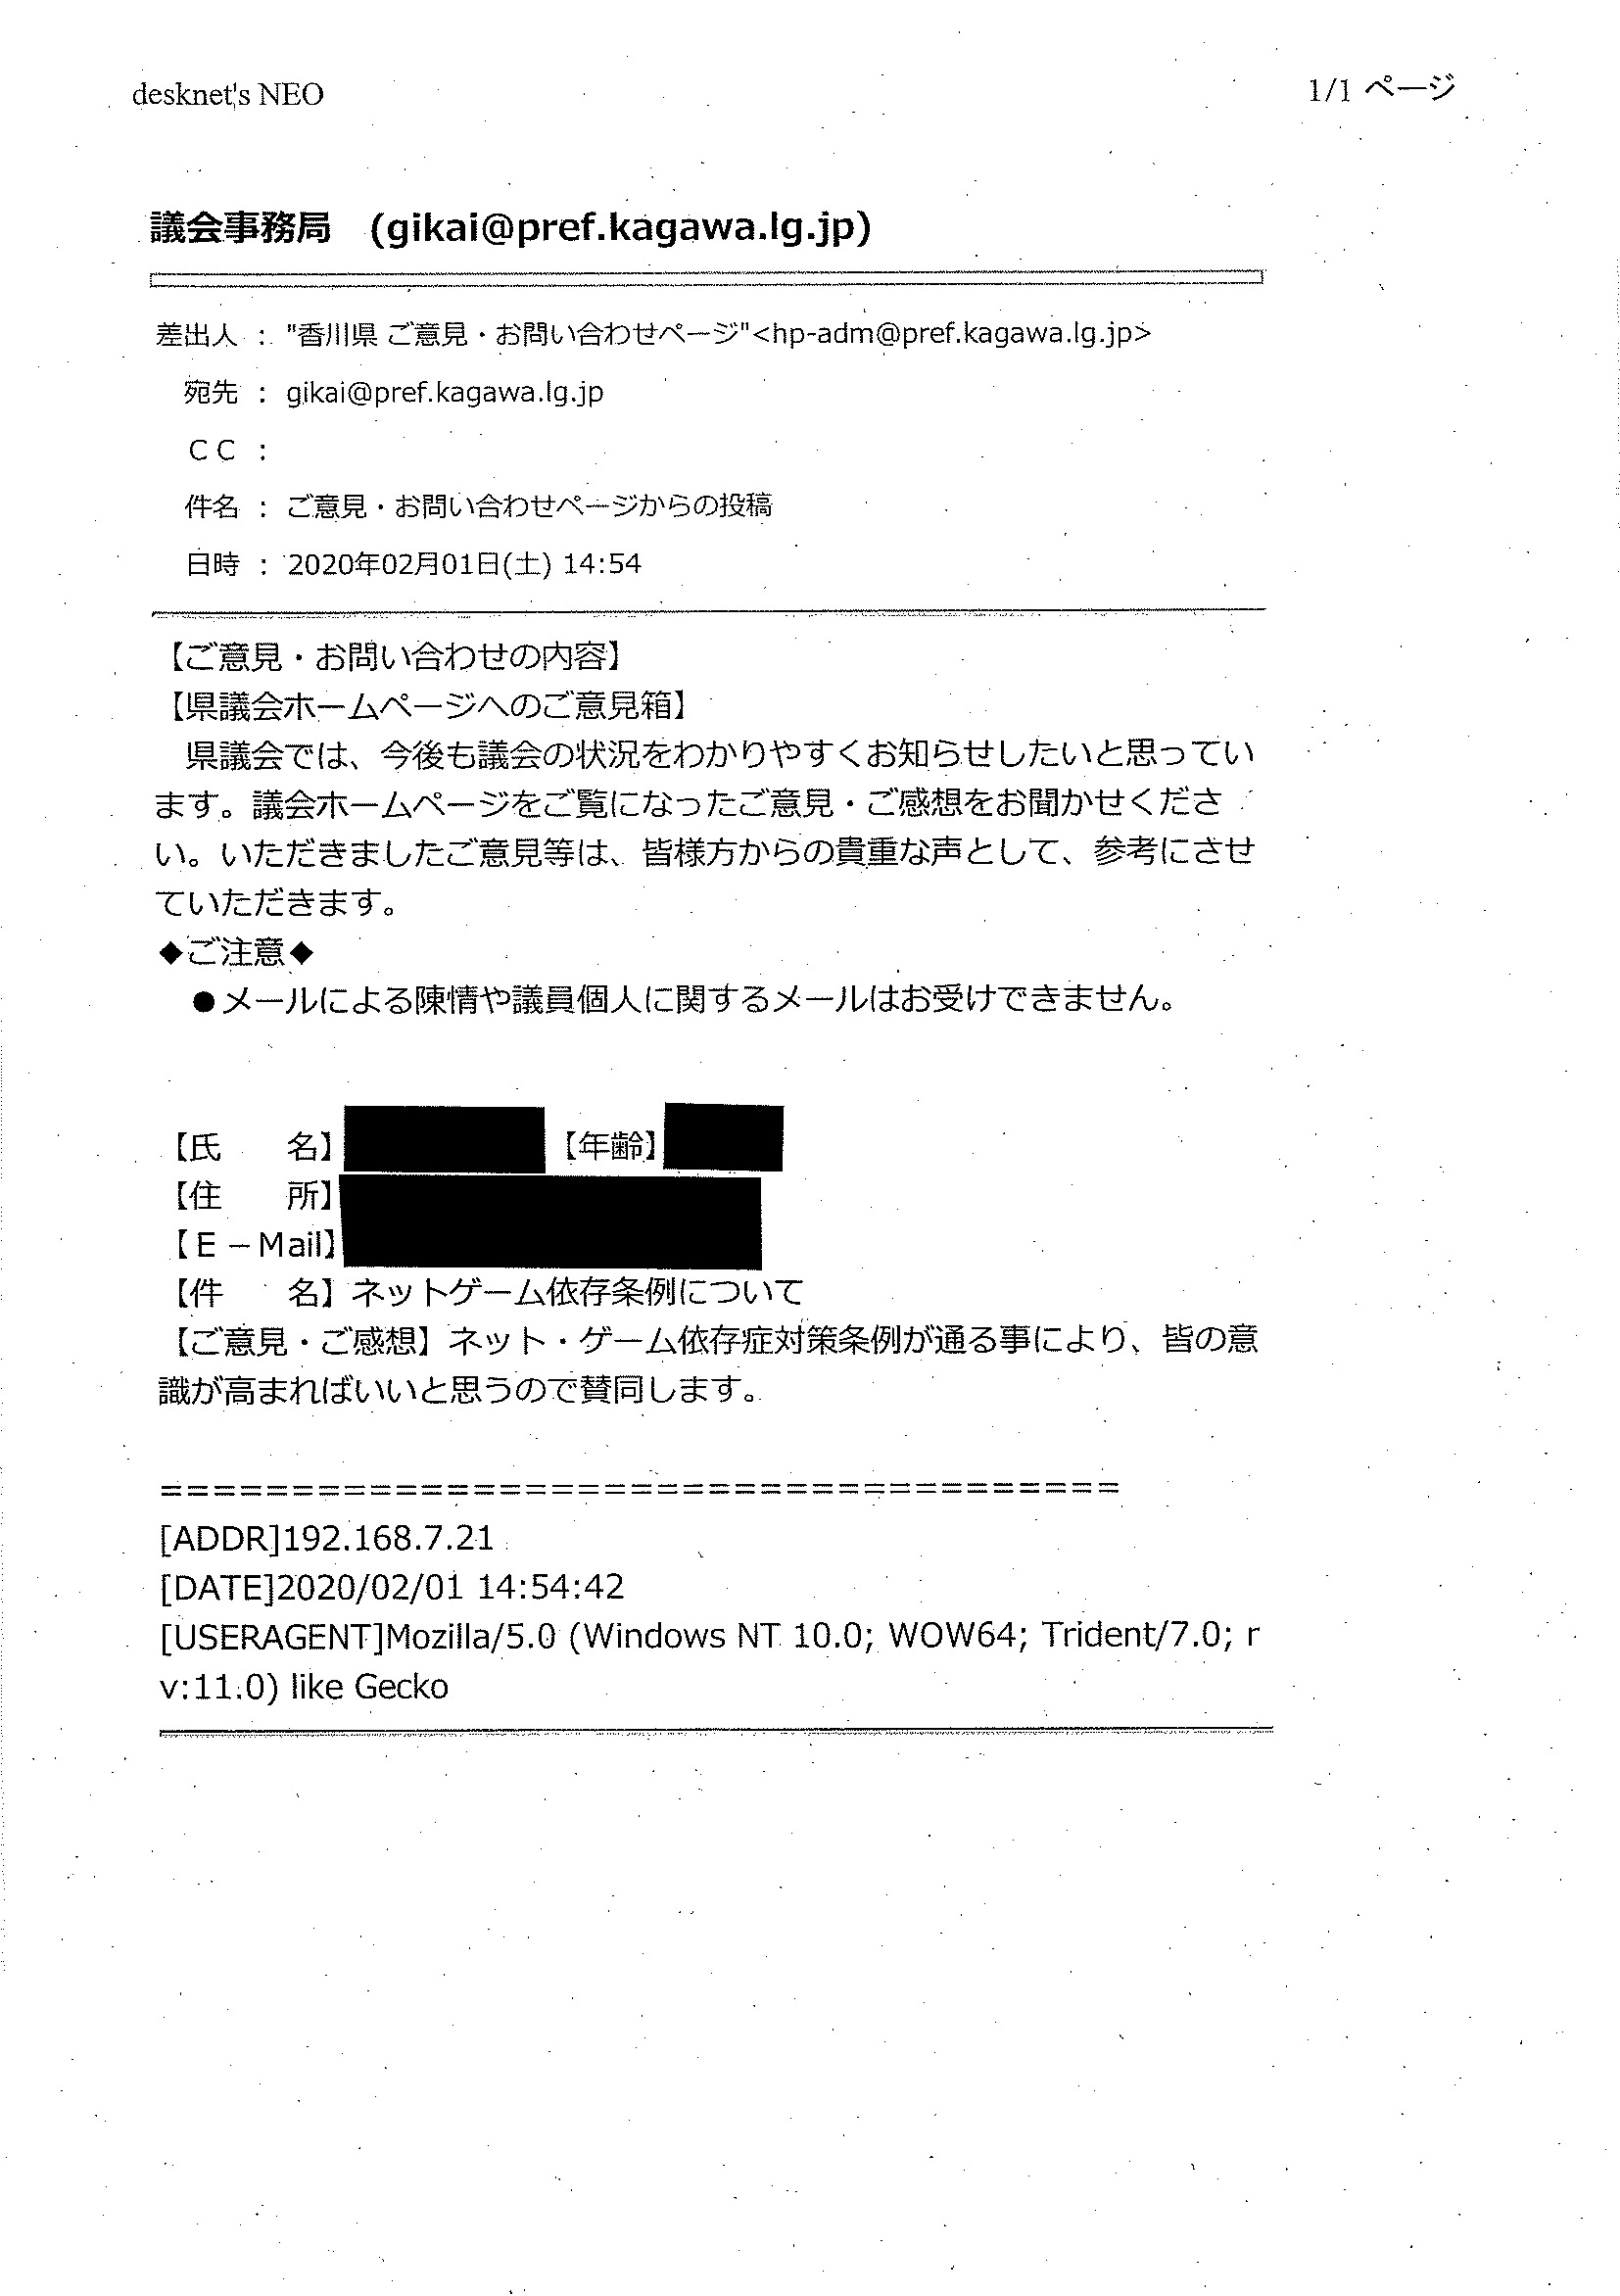 desknet's NEO
1/1 ページ
議会事務局　(gikai@pref.kagawa.lg.jp)
差出人 ： "香川県 ご意見・お問い合わせページ"<hp-adm@pref.kagawa.lg.jp>
宛先 ： gikai@pref.kagawa.lg.jp
ＣＣ ：
件名 ： ご意見・お問い合わせページからの投稿
日時 ： 2020年02月01日(土) 14:54
【ご意見・お問い合わせの内容】
【県議会ホームページへのご意見箱】
　県議会では、今後も議会の状況をわかりやすくお知らせしたいと思ってい
ます。議会ホームページをご覧になったご意見・ご感想をお聞かせくださ
い。いただきましたご意見等は、皆様方からの貴重な声として、参考にさせ
ていただきます。
◆ご注意◆
　●メールによる陳情や議員個人に関するメールはお受けできません。
【氏　　名】 【年齢】
【住　　所】
【Ｅ－Mail】
【件　　名】ネットゲーム依存条例について
【ご意見・ご感想】ネット・ゲーム依存症対策条例が通る事により、皆の意
識が高まればいいと思うので賛同します。
=====================================
[ADDR]192.168.7.21
[DATE]2020/02/01 14:54:42
[USERAGENT]Mozilla/5.0 (Windows NT 10.0; WOW64; Trident/7.0; r
v:11.0) like Gecko